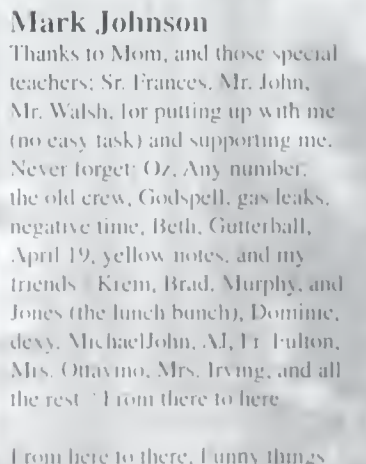 Mark Johnson
Thanks to Mom, and those special
teachers: Sr. Frances, Mr. John,
Mr. Walsh, for putting up with me
(no easy task) and supporting me.
Never forget: Oz, Any number,
the old crew, Godspell, gas leaks,
negative time, Beth, Gutterball,
April 19, yellow notes, and my
friends Krem, Brad, Murphy, and
Jones (the lunch bunch), Dominic,
dexy, MichaelJohn, AJ, Fr. Fulton,
Mrs. Ottavino, Mrs. Irving, and all
the rest "From there to here
From here to there, Funny things